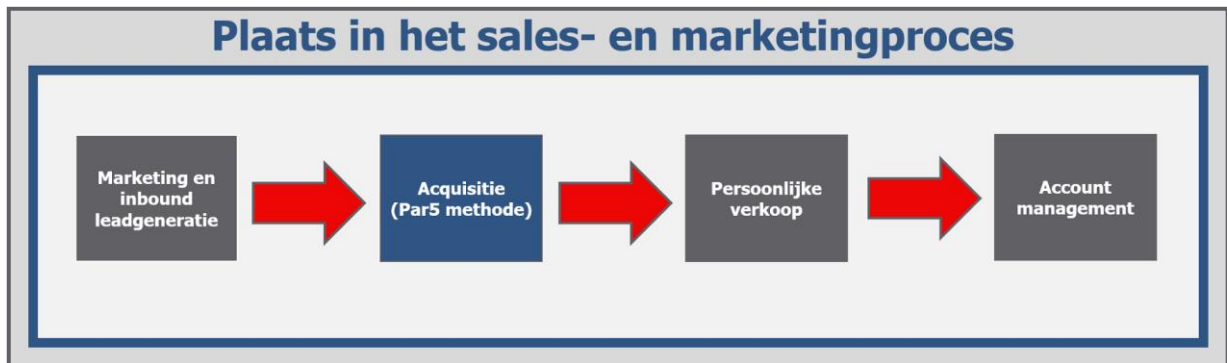 Plaats in het sales- en marketingproces
Marketing en
inbound
leadgeneratie
Acquisitie
(Par5 methode)
Persoonlijke
verkoop
Account
management